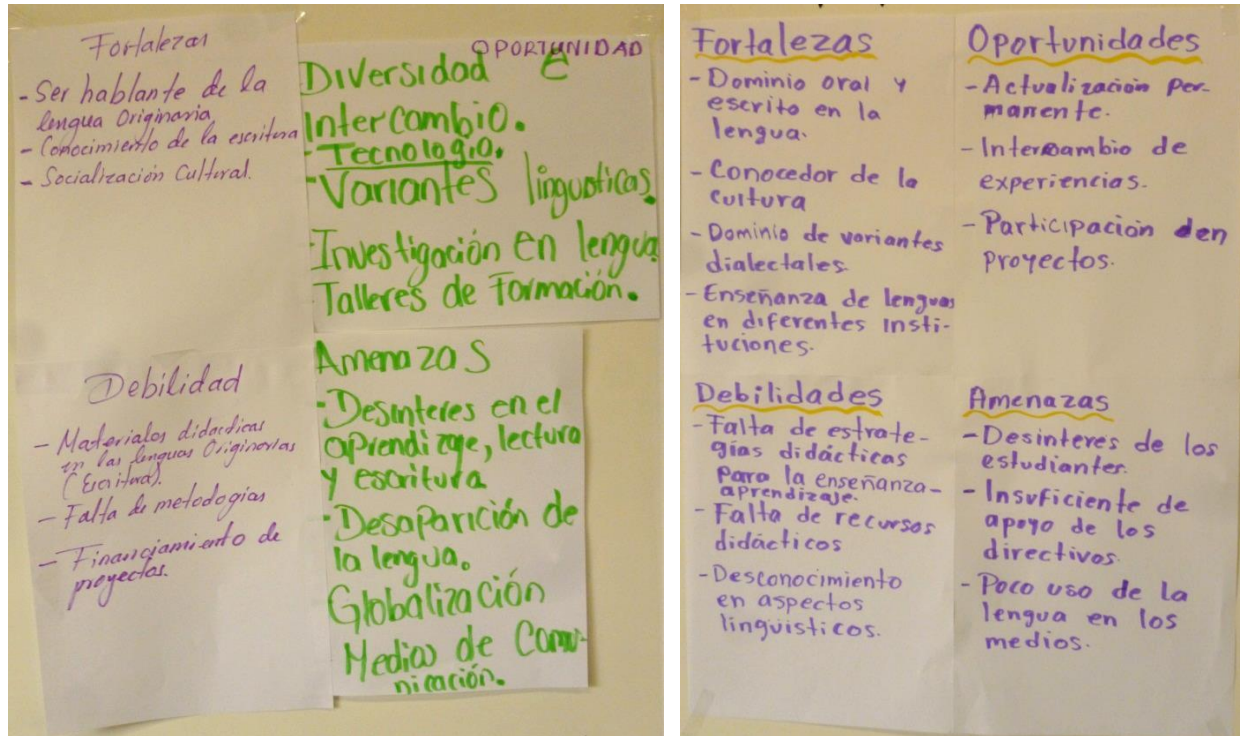 Fortalezas
- Ser hablante de la
lengua Originaria
- Conocimiento de la escritura
- Socialización Cultural.
OPORTUNIDAD
Diversidad e
Intercambio.
- Tecnologia.
- Variantes linguisticas.
- Investigación en lengua
Talleres de Formación.
Debilidad
- Materiales didacticas
en las lenguas Originarias
(Escritura).
- Falta de metodogías
- Financiamiento de
proyectos.
Amenazas
- Desinteres en el
aprendizaje, lectura
y escritura
- Desaparición de
la lengua.
Globalización
Medios de Comu-
nicación.
Fortalezas
- Dominio oral y
escrito en la
lengua.
- Conocedor de la
cultura
- Dominio de variantes
dialectales.
- Enseñanza de lenguas
en diferentes insti-
tuciones.
Oportunidades
- Actualización per-
manente.
- Intercambio de
experiencias.
- Participación en
proyectos.
Debilidades
- Falta de estrate-
gías didácticas
para la enseñanza-
aprendizaje.
- Falta de recursos
didácticos
- Desconocimiento
en aspectos
lingüisticos.
Amenazas
- Desinteres de los
estudiantes.
- Insuficiente de
apoyo de los
directivos.
- Poco uso de la
lengua en los
medios.